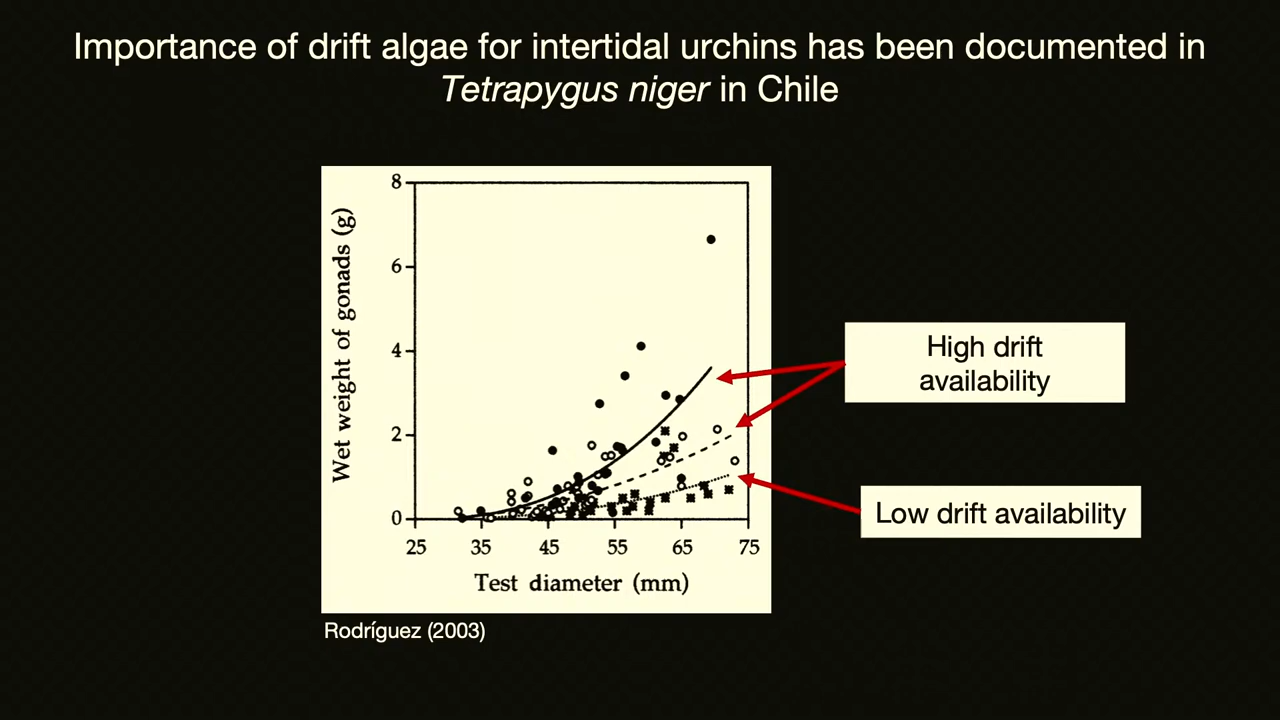 Importance of drift algae for intertidal urchins has been documented in
Tetrapygus niger in Chile
8
6
4
2
0
Wet weight of gonads (g)
25 35 45 55 65 75
Test diameter (mm)
High drift
availability
Low drift availability
Rodríguez (2003)